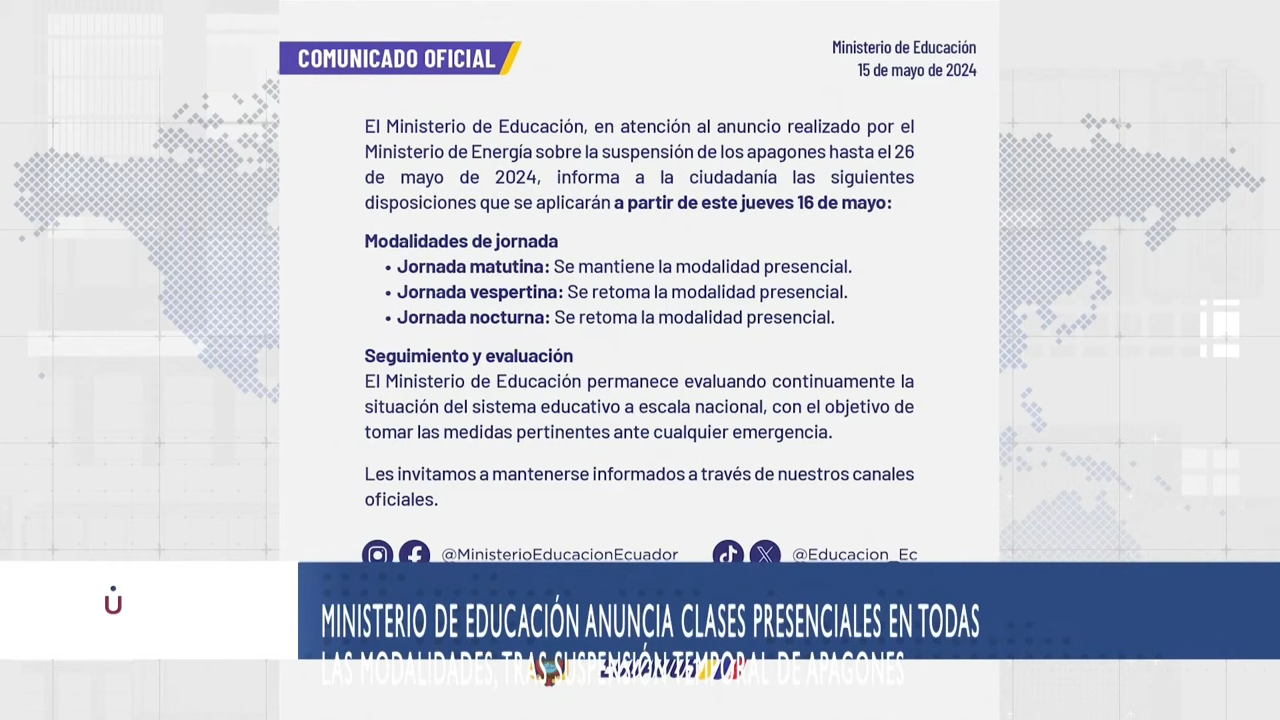 COMUNICADO OFICIAL
Ministerio de Educación
15 de mayo de 2024
El Ministerio de Educación, en atención al anuncio realizado por el
Ministerio de Energía sobre la suspensión de los apagones hasta el 26
de mayo de 2024, informa a la ciudadanía las siguientes
disposiciones que se aplicarán a partir de este jueves 16 de mayo:
Modalidades de jornada
• Jornada matutina: Se mantiene la modalidad presencial.
• Jornada vespertina: Se retoma la modalidad presencial.
• Jornada nocturna: Se retoma la modalidad presencial.
Seguimiento y evaluación
El Ministerio de Educación permanece evaluando continuamente la
situación del sistema educativo a escala nacional, con el objetivo de
tomar las medidas pertinentes ante cualquier emergencia.
Les invitamos a mantenerse informados a través de nuestros canales
oficiales.
@MinisterioEducacionEcuador
@Educacion_Ec
MINISTERIO DE EDUCACIÓN ANUNCIA CLASES PRESENCIALES EN TODAS
LAS MODALIDADES, TRAS SUSPENSIÓN TEMPORAL DE APAGONES